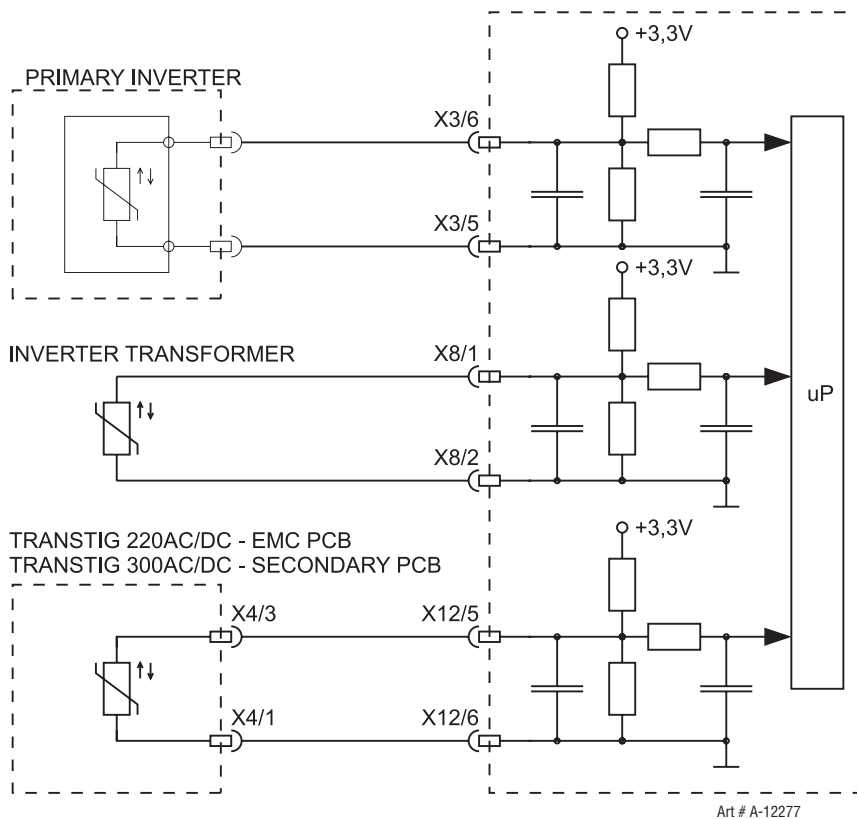 +3,3V
PRIMARY INVERTER
X3/6
X3/5
+3,3V
INVERTER TRANSFORMER
X8/1
uP
X8/2
+3,3V
TRANSTIG 220AC/DC - EMC PCB
TRANSTIG 300AC/DC - SECONDARY PCB
X4/3
X12/5
X4/1
X12/6
Art # A-12277